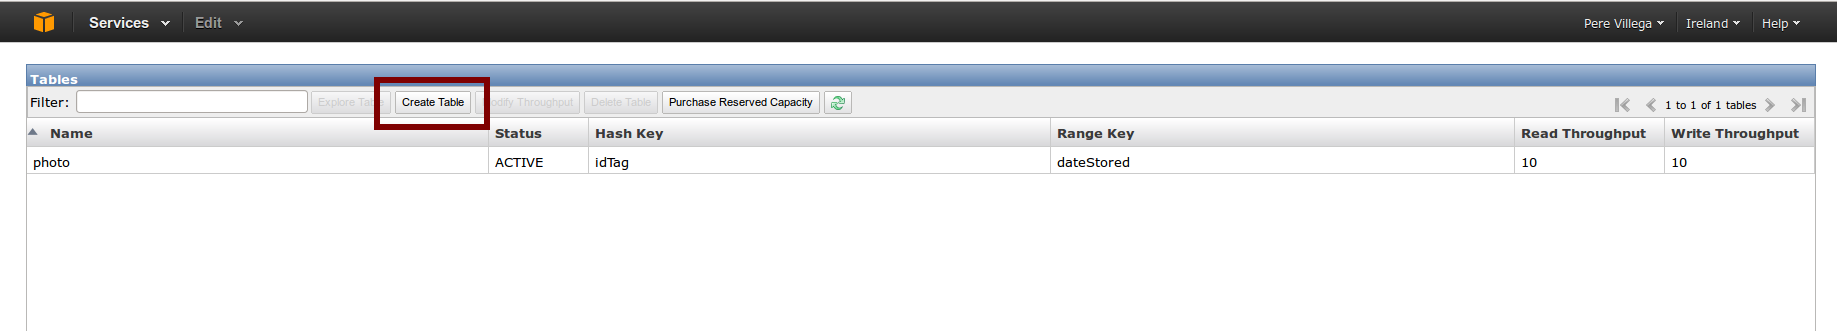 Services Edit Pere Villega Ireland Help
Tables
Filter: Explore Table Create Table Modify Throughput Delete Table Purchase Reserved Capacity 1 to 1 of 1 tables
Name Status Hash Key Range Key Read Throughput Write Throughput
photo ACTIVE idTag dateStored 10 10